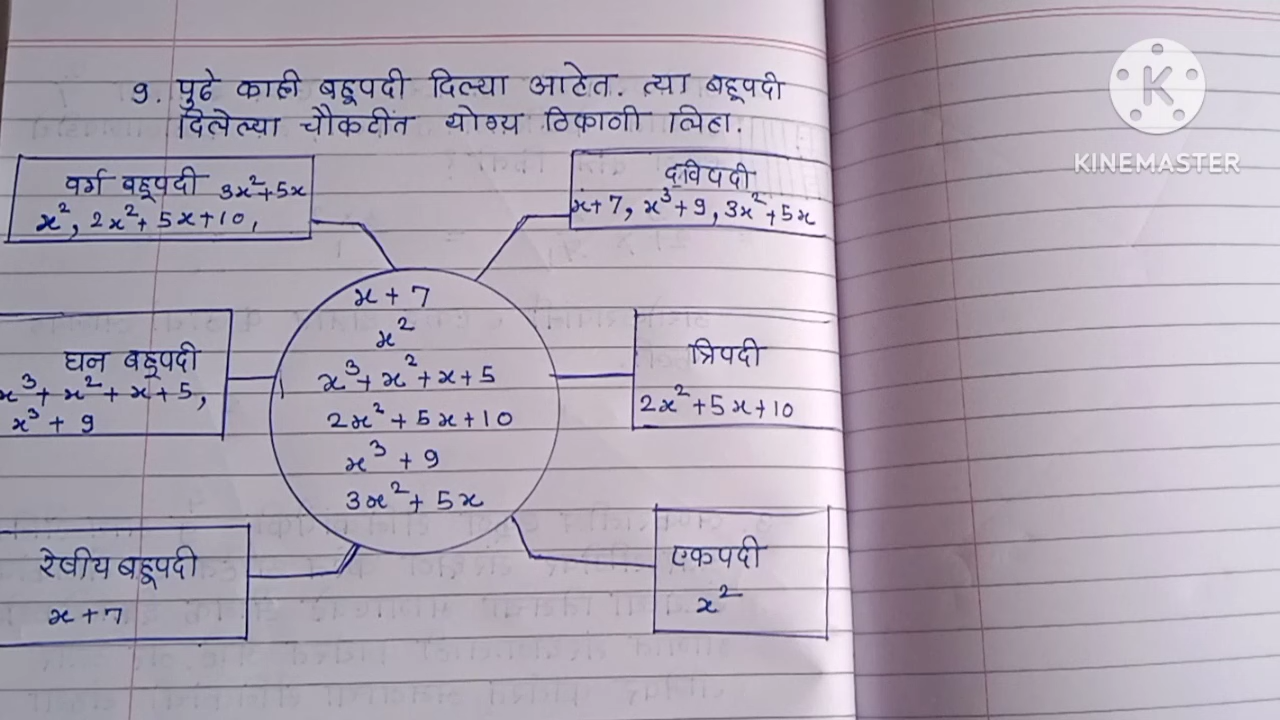 9. पुढे काही बहूपदी दिल्या आहेत. त्या बहूपदी
दिलेल्या चौकटींत योग्य ठिकाणी लिहा.
वर्ग बहूपदी 3x²+5x
x², 2x²+5x+10,
द्विपदी
x+7, x³+9, 3x²+5x
x+7
x²
x³+x²+x+5
2x²+5x+10
x³+9
3x²+5x
घन बहूपदी
x³+x²+x+5,
x³+9
त्रिपदी
2x²+5x+10
रेषीय बहूपदी
x+7
एकपदी
x²
K
KINEMASTER